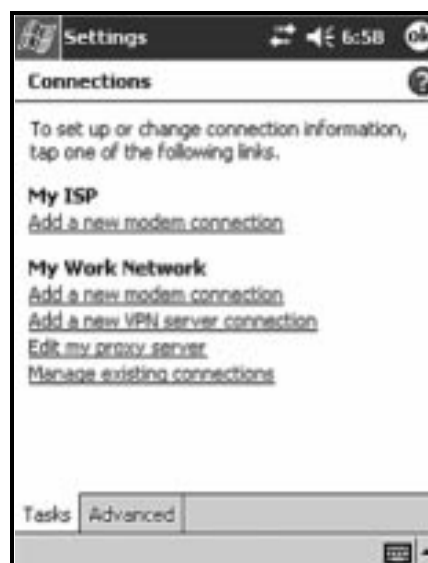 Settings 6:58 ok
Connections ?
To set up or change connection information,
tap one of the following links.
My ISP
Add a new modem connection
My Work Network
Add a new modem connection
Add a new VPN server connection
Edit my proxy server
Manage existing connections
Tasks Advanced